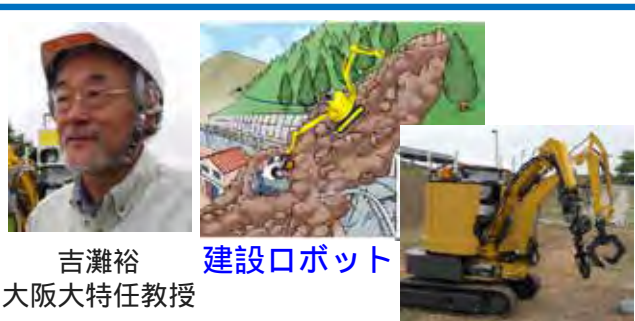 吉灘裕
大阪大特任教授
建設ロボット